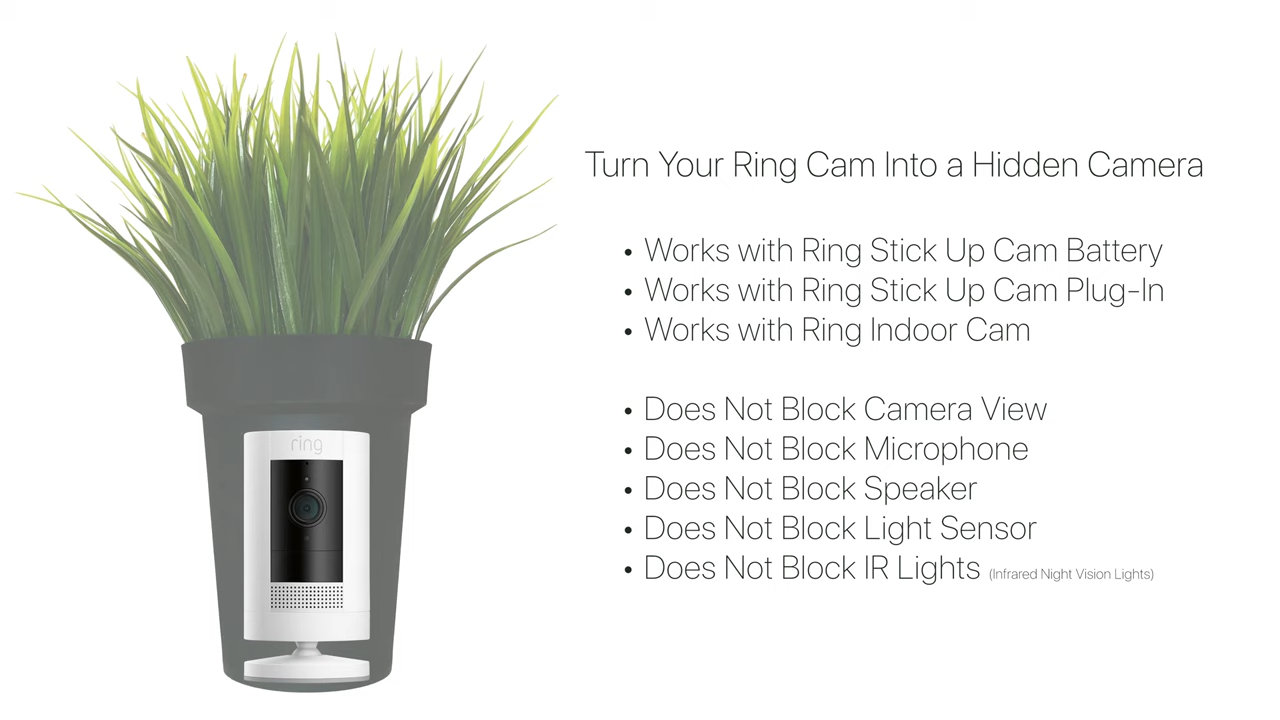 Turn Your Ring Cam Into a Hidden Camera
• Works with Ring Stick Up Cam Battery
• Works with Ring Stick Up Cam Plug-In
• Works with Ring Indoor Cam
• Does Not Block Camera View
• Does Not Block Microphone
• Does Not Block Speaker
• Does Not Block Light Sensor
• Does Not Block IR Lights (Infrared Night Vision Lights)
ring